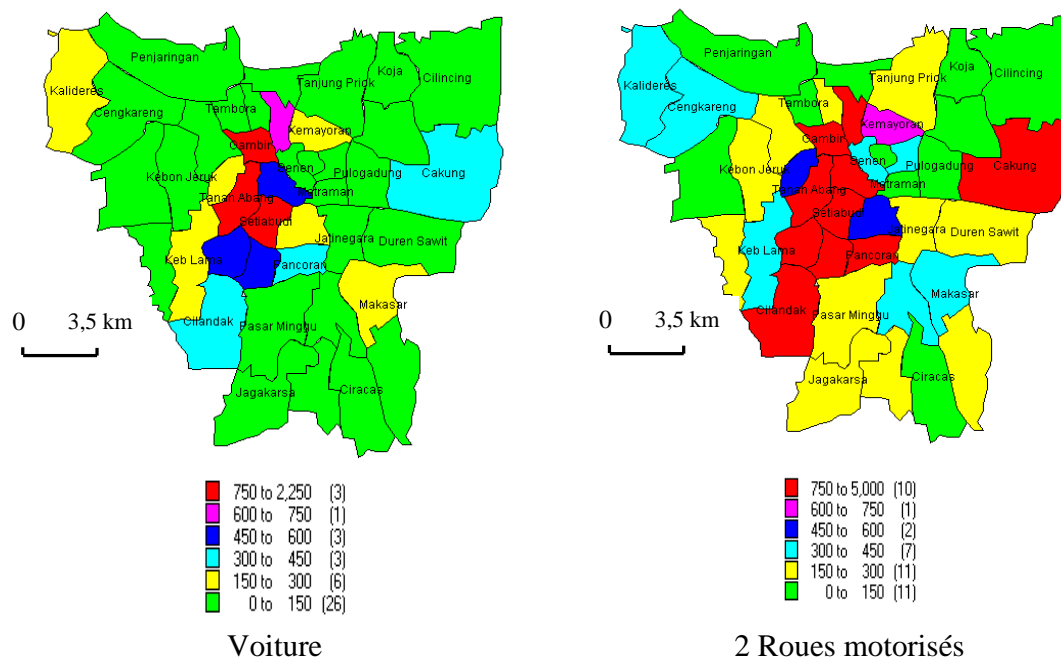 Penjaringan
Koja
Cilincing
Tanjung Priok
Kalideres
Cengkareng
Tambora
Kemayoran
Gambir
Senen
Kebon Jeruk
Pulogadung
Cakung
Tanah Abang
Matraman
Setiabudi
Jatinegara
Duren Sawit
Keb Lama
Pancoran
Makasar
Cilandak
Pasar Minggu
Jagakarsa
Ciracas
0 3,5 km
750 to 2,250 (3)
600 to 750 (1)
450 to 600 (3)
300 to 450 (3)
150 to 300 (6)
0 to 150 (26)
Voiture
Penjaringan
Koja
Cilincing
Tanjung Priok
Kalideres
Cengkareng
Tambora
Kemayoran
Gambir
Senen
Kebon Jeruk
Pulogadung
Cakung
Tanah Abang
Matraman
Setiabudi
Jatinegara
Duren Sawit
Keb Lama
Pancoran
Makasar
Cilandak
Pasar Minggu
Jagakarsa
Ciracas
0 3,5 km
750 to 5,000 (10)
600 to 750 (1)
450 to 600 (2)
300 to 450 (7)
150 to 300 (11)
0 to 150 (11)
2 Roues motorisés